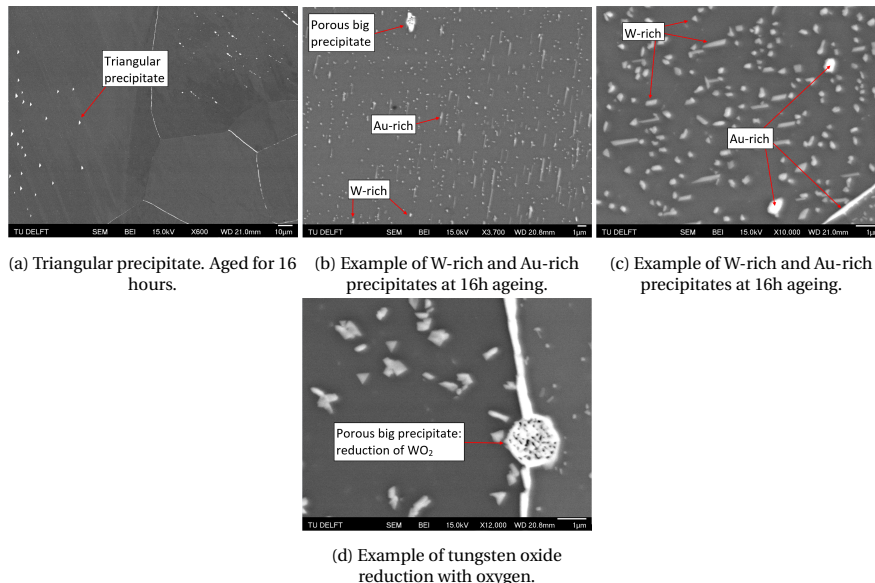 Triangular
precipitate
TU DELFT SEM BEI 15.0kV X600 WD 21.0mm 10μm
Porous big
precipitate
Au-rich
W-rich
TU DELFT SEM BEI 15.0kV X3,700 WD 20.8mm 1μm
W-rich
Au-rich
TU DELFT SEM BEI 15.0kV X10,000 WD 21.0mm 1μm
(a) Triangular precipitate. Aged for 16
hours.
(b) Example of W-rich and Au-rich
precipitates at 16h ageing.
(c) Example of W-rich and Au-rich
precipitates at 16h ageing.
Porous big precipitate:
reduction of WO₂
TU DELFT SEM BEI 15.0kV X12,000 WD 20.8mm 1μm
(d) Example of tungsten oxide
reduction with oxygen.